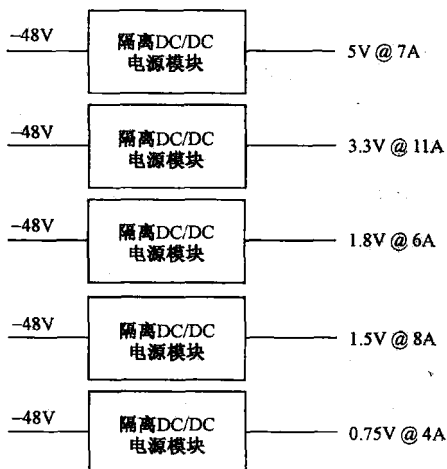 −48V
隔离DC/DC
电源模块
5V @ 7A
−48V
隔离DC/DC
电源模块
3.3V @ 11A
−48V
隔离DC/DC
电源模块
1.8V @ 6A
−48V
隔离DC/DC
电源模块
1.5V @ 8A
−48V
隔离DC/DC
电源模块
0.75V @ 4A